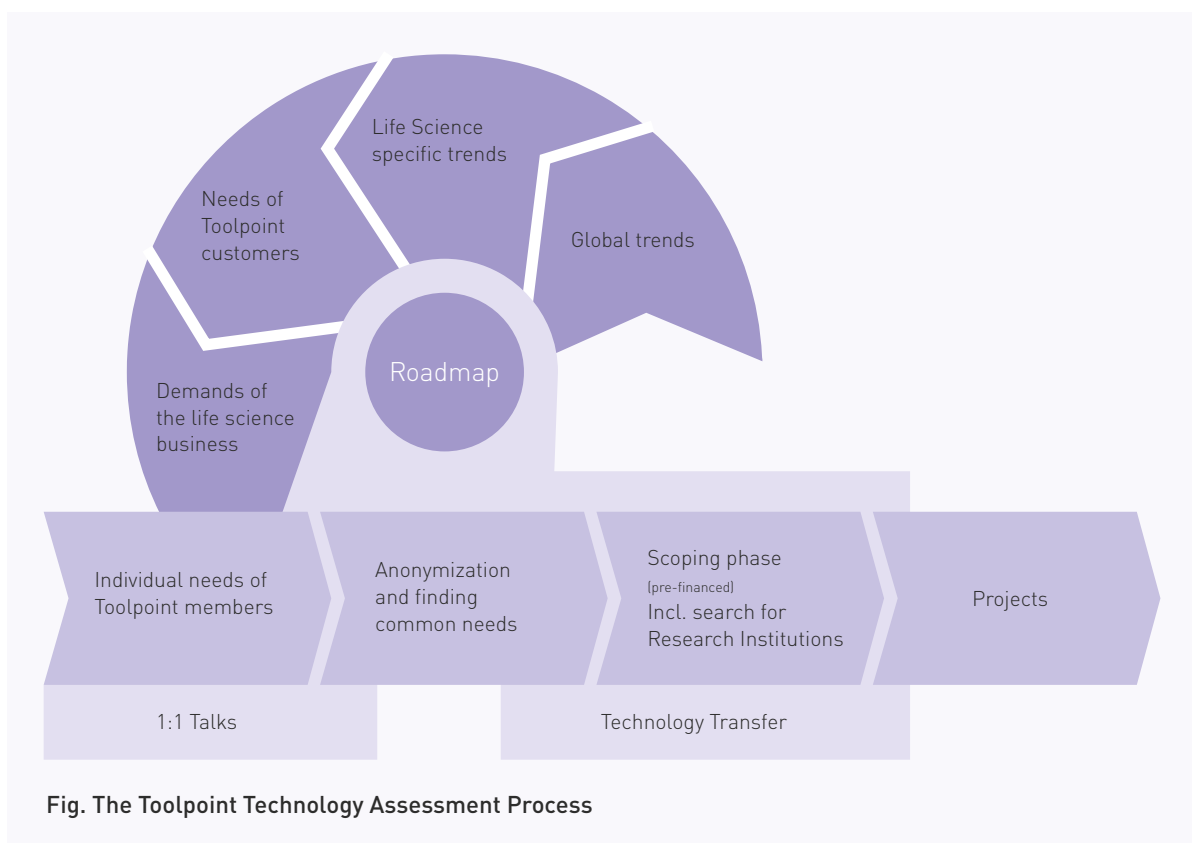 Life Science
specific trends
Needs of
Toolpoint
customers
Global trends
Demands of
the life science
business
Roadmap
Individual needs of
Toolpoint members
Anonymization
and finding
common needs
Scoping phase
(pre-financed)
Incl. search for
Research Institutions
Projects
1:1 Talks
Technology Transfer
Fig. The Toolpoint Technology Assessment Process